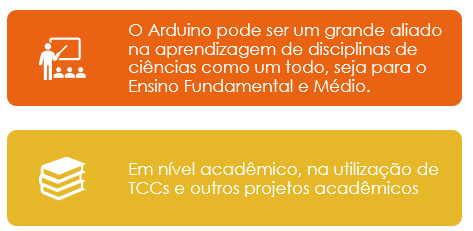 O Arduino pode ser um grande aliado
na aprendizagem de disciplinas de
ciências como um todo, seja para o
Ensino Fundamental e Médio.
Em nível acadêmico, na utilização de
TCCs e outros projetos acadêmicos